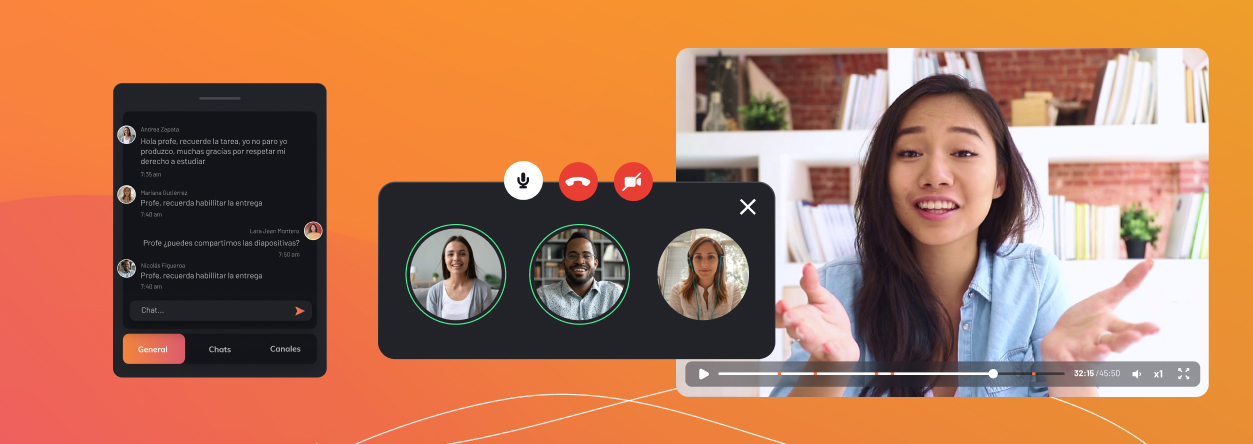 Andrea Zapata
Hola profe, recuerde la tarea, yo no paro yo
produzco, muchas gracias por respetar mi
derecho a estudiar
7:35 am
Mariana Gutiérrez
Profe, recuerda habillitar la entrega
7:40 am
Lara Jean Montero
Profe ¿puedes compartirnos las diapositivas?
7:50 am
Nicolás Figueroa
Profe, recuerda habillitar la entrega
7:40 am
Chat...
General
Chats
Canales
32:15 /45:50
x1